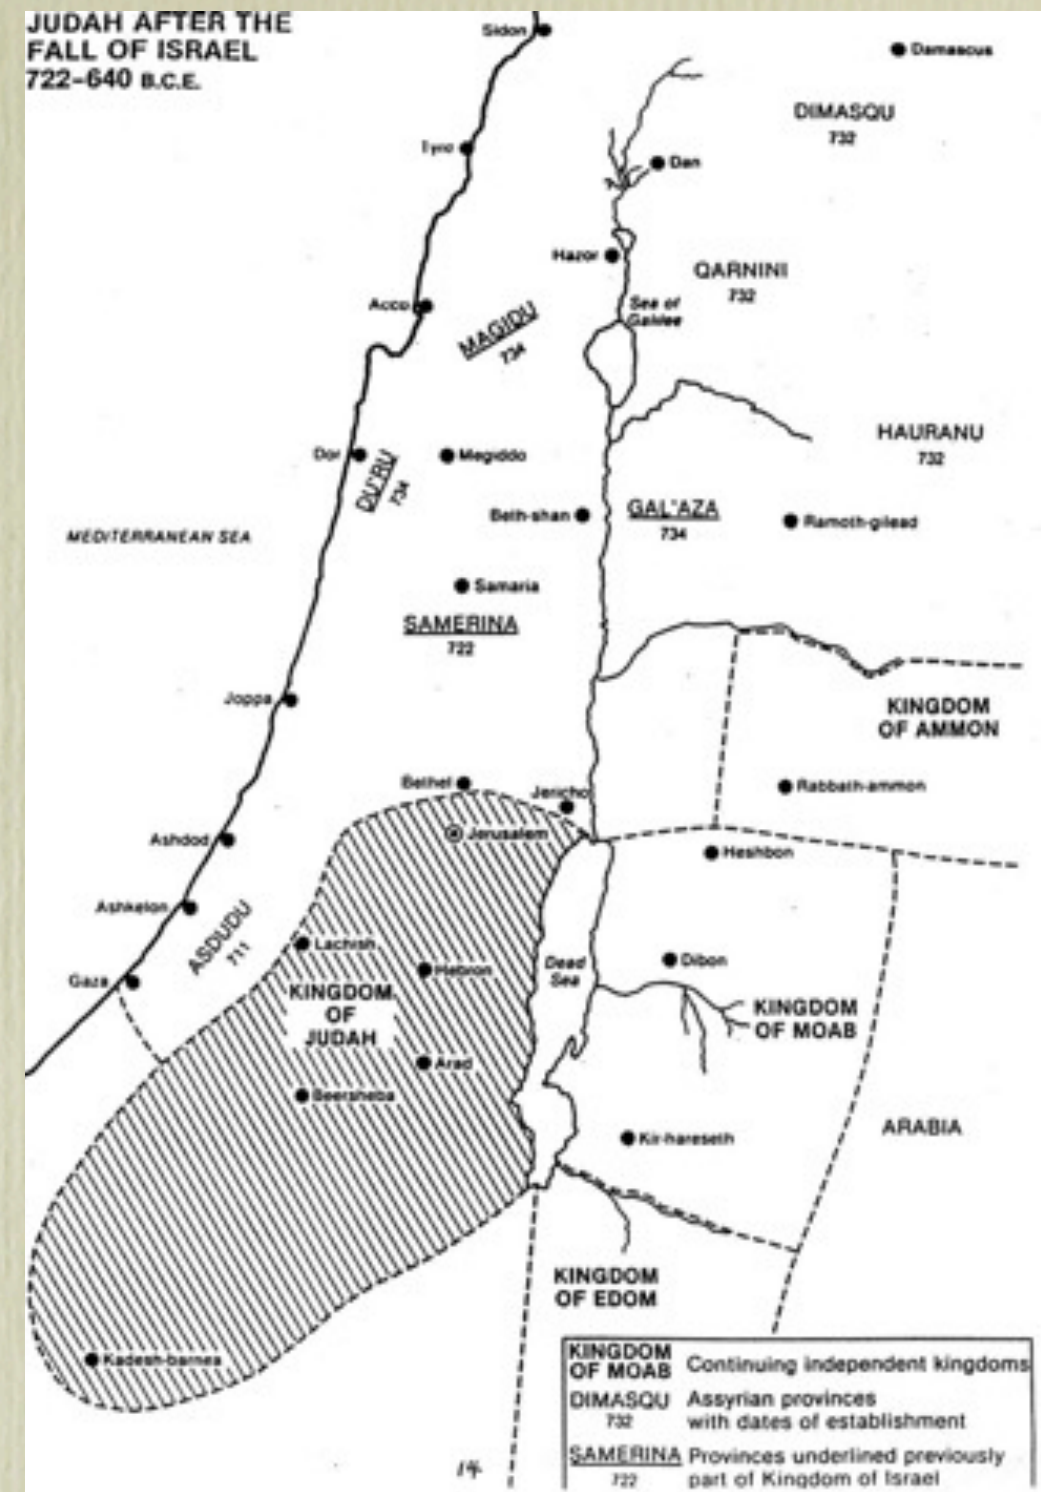 JUDAH AFTER THE
FALL OF ISRAEL
722–640 B.C.E.
Sidon
Damascus
DIMASQU
732
Tyre
Dan
Hazor
QARNINI
732
Sea of
Galilee
Acco
MAGIDU
734
HAURANU
732
Dor
DU'RU
734
Megiddo
Beth-shan
GAL'AZA
734
Ramoth-gilead
MEDITERRANEAN SEA
Samaria
SAMERINA
722
Joppa
KINGDOM
OF AMMON
Rabbath-ammon
Bethel
Jericho
Jerusalem
Ashdod
Heshbon
Ashkelon
ASDUDU
711
Lachish
Hebron
Gaza
Dead
Sea
Dibon
KINGDOM
OF
JUDAH
KINGDOM
OF MOAB
Arad
Beersheba
Kir-hareseth
ARABIA
KINGDOM
OF EDOM
Kadesh-barnea
KINGDOM
OF MOAB Continuing independent kingdoms
DIMASQU Assyrian provinces
732 with dates of establishment
SAMERINA Provinces underlined previously
722 part of Kingdom of Israel
14